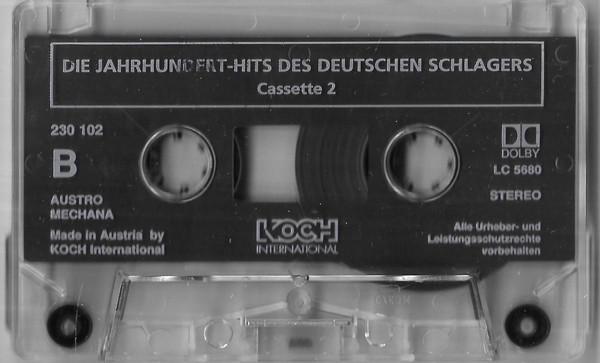 DIE JAHRHUNDERT-HITS DES DEUTSCHEN SCHLAGERS
Cassette 2
230 102
B
DOLBY
LC 5680
AUSTRO
MECHANA
STEREO
Made in Austria by
KOCH International
KOCH
INTERNATIONAL
Alle Urheber- und
Leistungsschutzrechte
vorbehalten